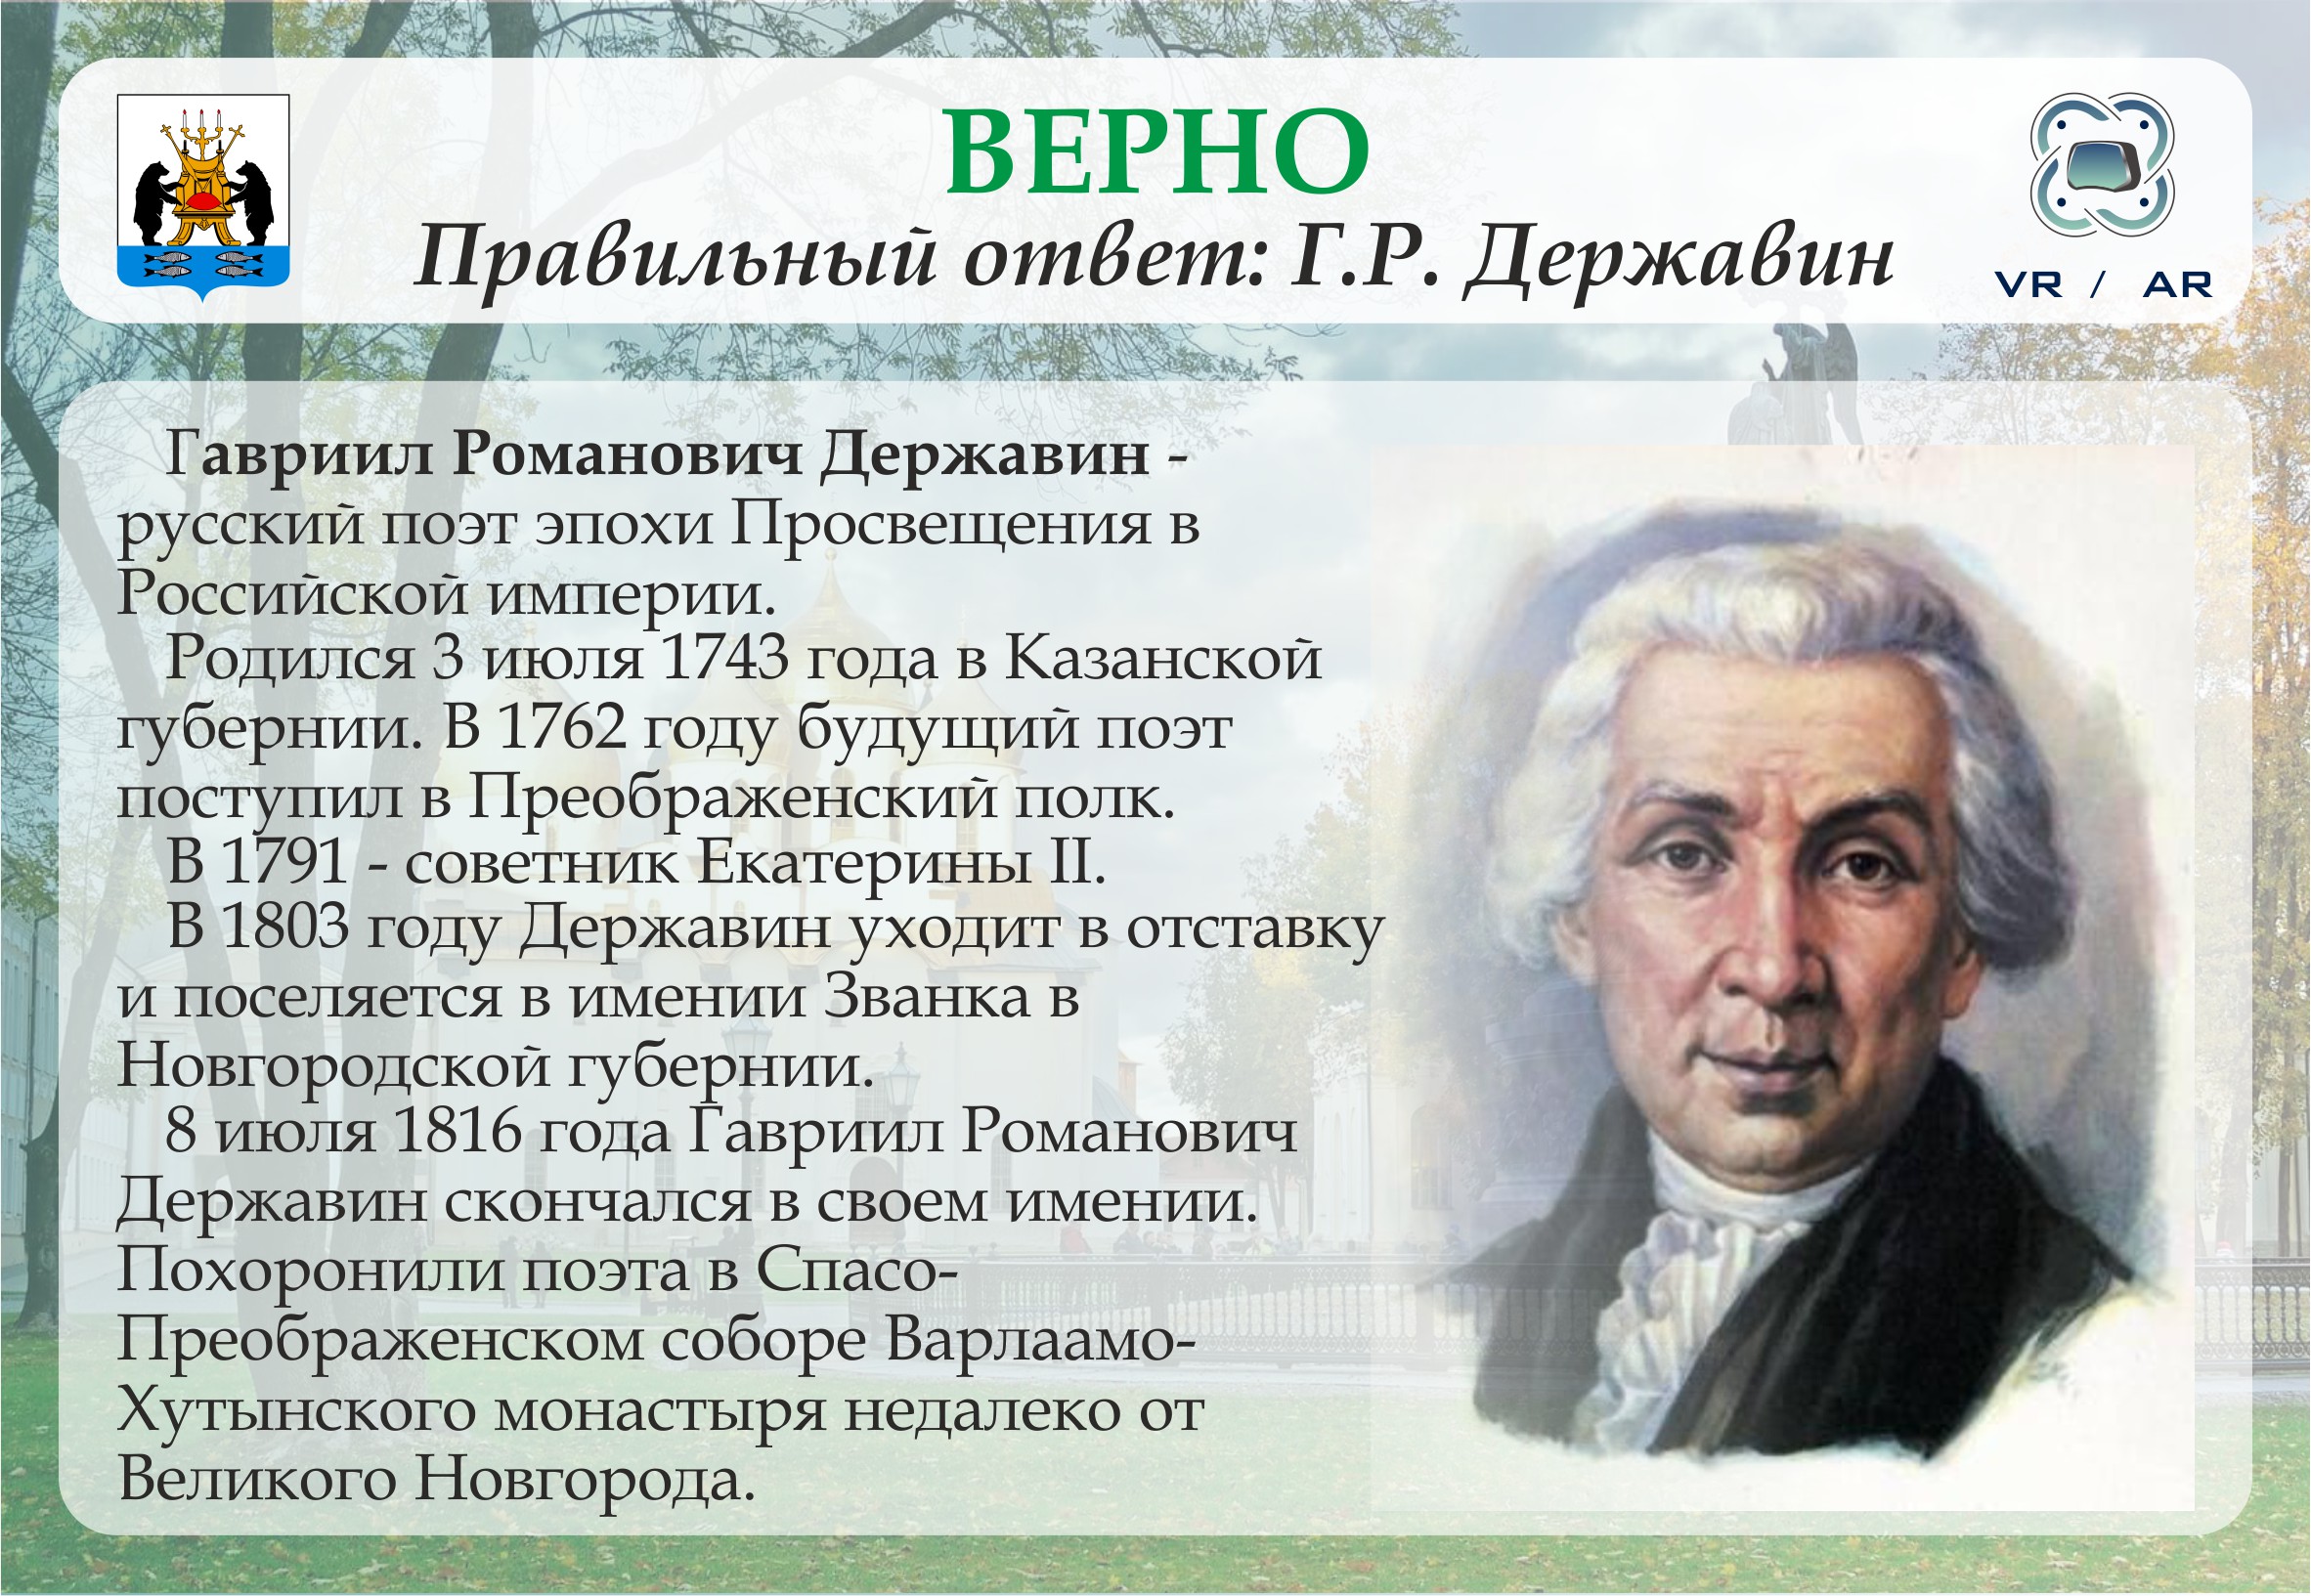 ВЕРНО
Правильный ответ: Г.Р. Державин
VR / AR
Гавриил Романович Державин -
русский поэт эпохи Просвещения в
Российской империи.
Родился 3 июля 1743 года в Казанской
губернии. В 1762 году будущий поэт
поступил в Преображенский полк.
В 1791 - советник Екатерины II.
В 1803 году Державин уходит в отставку
и поселяется в имении Званка в
Новгородской губернии.
8 июля 1816 года Гавриил Романович
Державин скончался в своем имении.
Похоронили поэта в Спасо-
Преображенском соборе Варлаамо-
Хутынского монастыря недалеко от
Великого Новгорода.